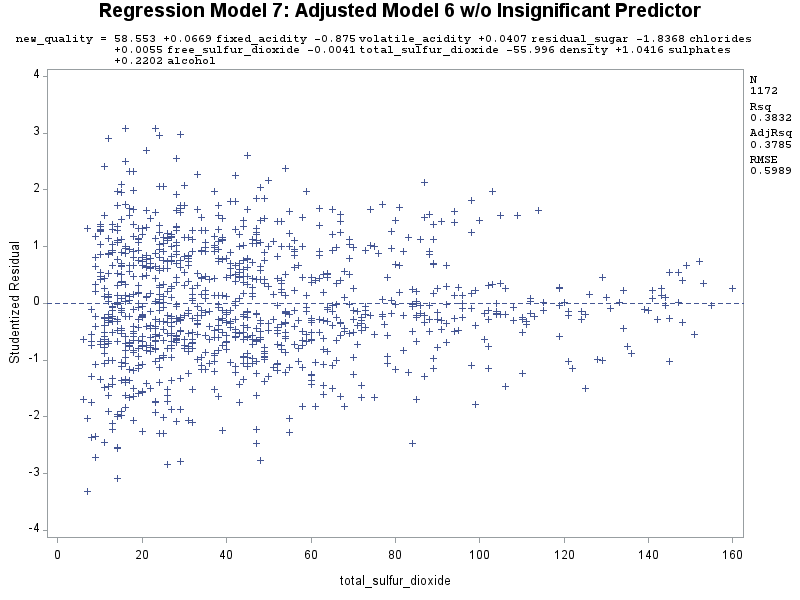 Regression Model 7: Adjusted Model 6 w/o Insignificant Predictor
new_quality = 58.553 +0.0669 fixed_acidity -0.875 volatile_acidity +0.0407 residual_sugar -1.8368 chlorides
+0.0055 free_sulfur_dioxide -0.0041 total_sulfur_dioxide -55.996 density +1.0416 sulphates
+0.2202 alcohol
N
1172
Rsq
0.3832
AdjRsq
0.3785
RMSE
0.5989
Studentized Residual
4
3
2
1
0
-1
-2
-3
-4
0 20 40 60 80 100 120 140 160
total_sulfur_dioxide